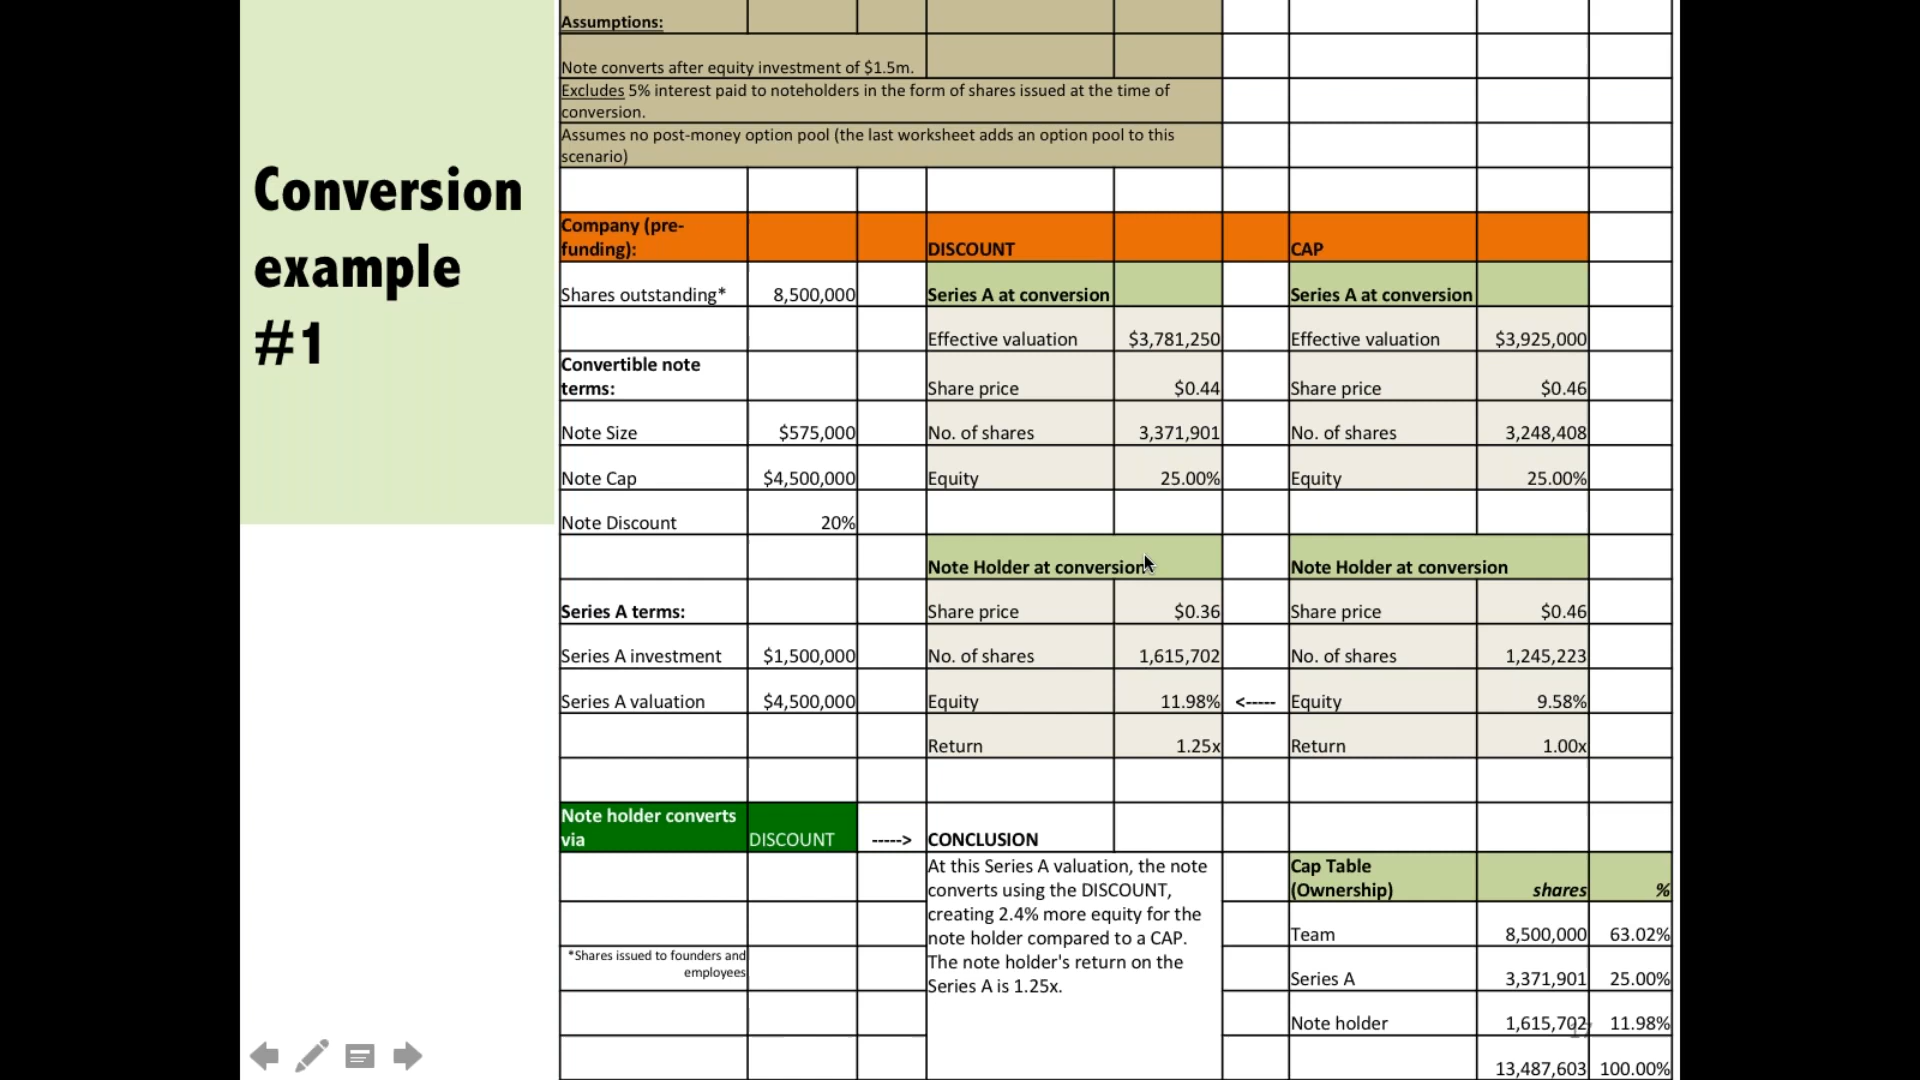 Conversion
example
#1
Assumptions:
Note converts after equity investment of $1.5m.
Excludes 5% interest paid to noteholders in the form of shares issued at the time of
conversion.
Assumes no post-money option pool (the last worksheet adds an option pool to this
scenario)
Company (pre-
funding): DISCOUNT CAP
Shares outstanding* 8,500,000 Series A at conversion Series A at conversion
Effective valuation $3,781,250 Effective valuation $3,925,000
Convertible note
terms: Share price $0.44 Share price $0.46
Note Size $575,000 No. of shares 3,371,901 No. of shares 3,248,408
Note Cap $4,500,000 Equity 25.00% Equity 25.00%
Note Discount 20%
Note Holder at conversion Note Holder at conversion
Series A terms: Share price $0.36 Share price $0.46
Series A investment $1,500,000 No. of shares 1,615,702 No. of shares 1,245,223
Series A valuation $4,500,000 Equity 11.98% <----- Equity 9.58%
Return 1.25x Return 1.00x
Note holder converts
via DISCOUNT -----> CONCLUSION
At this Series A valuation, the note
converts using the DISCOUNT,
creating 2.4% more equity for the
note holder compared to a CAP.
The note holder's return on the
Series A is 1.25x.
*Shares issued to founders and
employees
Cap Table
(Ownership) shares %
Team 8,500,000 63.02%
Series A 3,371,901 25.00%
Note holder 1,615,702 11.98%
13,487,603 100.00%